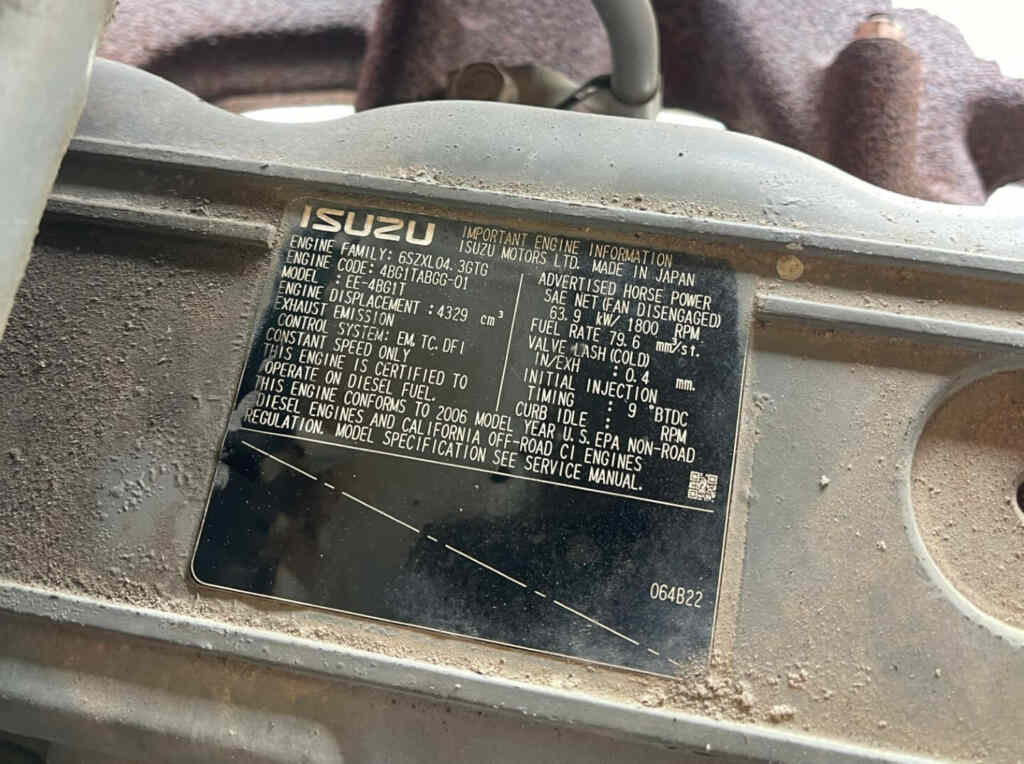 ISUZU
IMPORTANT ENGINE INFORMATION
ISUZU MOTORS LTD. MADE IN JAPAN
ENGINE FAMILY: 6SZXL04.3GTG
ENGINE CODE: 4BG1TABGG-01
MODEL : EE-4BG1T
ENGINE DISPLACEMENT :4329 cm³
EXHAUST EMISSION
CONTROL SYSTEM: EM, TC, DFI
CONSTANT SPEED ONLY
THIS ENGINE IS CERTIFIED TO
OPERATE ON DIESEL FUEL.
ADVERTISED HORSE POWER
SAE NET (FAN DISENGAGED)
63.9 kW/ 1800 RPM
FUEL RATE 79.6 mm³/st.
VALVE LASH (COLD)
IN/EXH : 0.4 mm.
INITIAL INJECTION
TIMING : 9 °BTDC
CURB IDLE : RPM
THIS ENGINE CONFORMS TO 2006 MODEL YEAR U.S. EPA NON-ROAD
DIESEL ENGINES AND CALIFORNIA OFF-ROAD CI ENGINES
REGULATION. MODEL SPECIFICATION SEE SERVICE MANUAL.
064B22